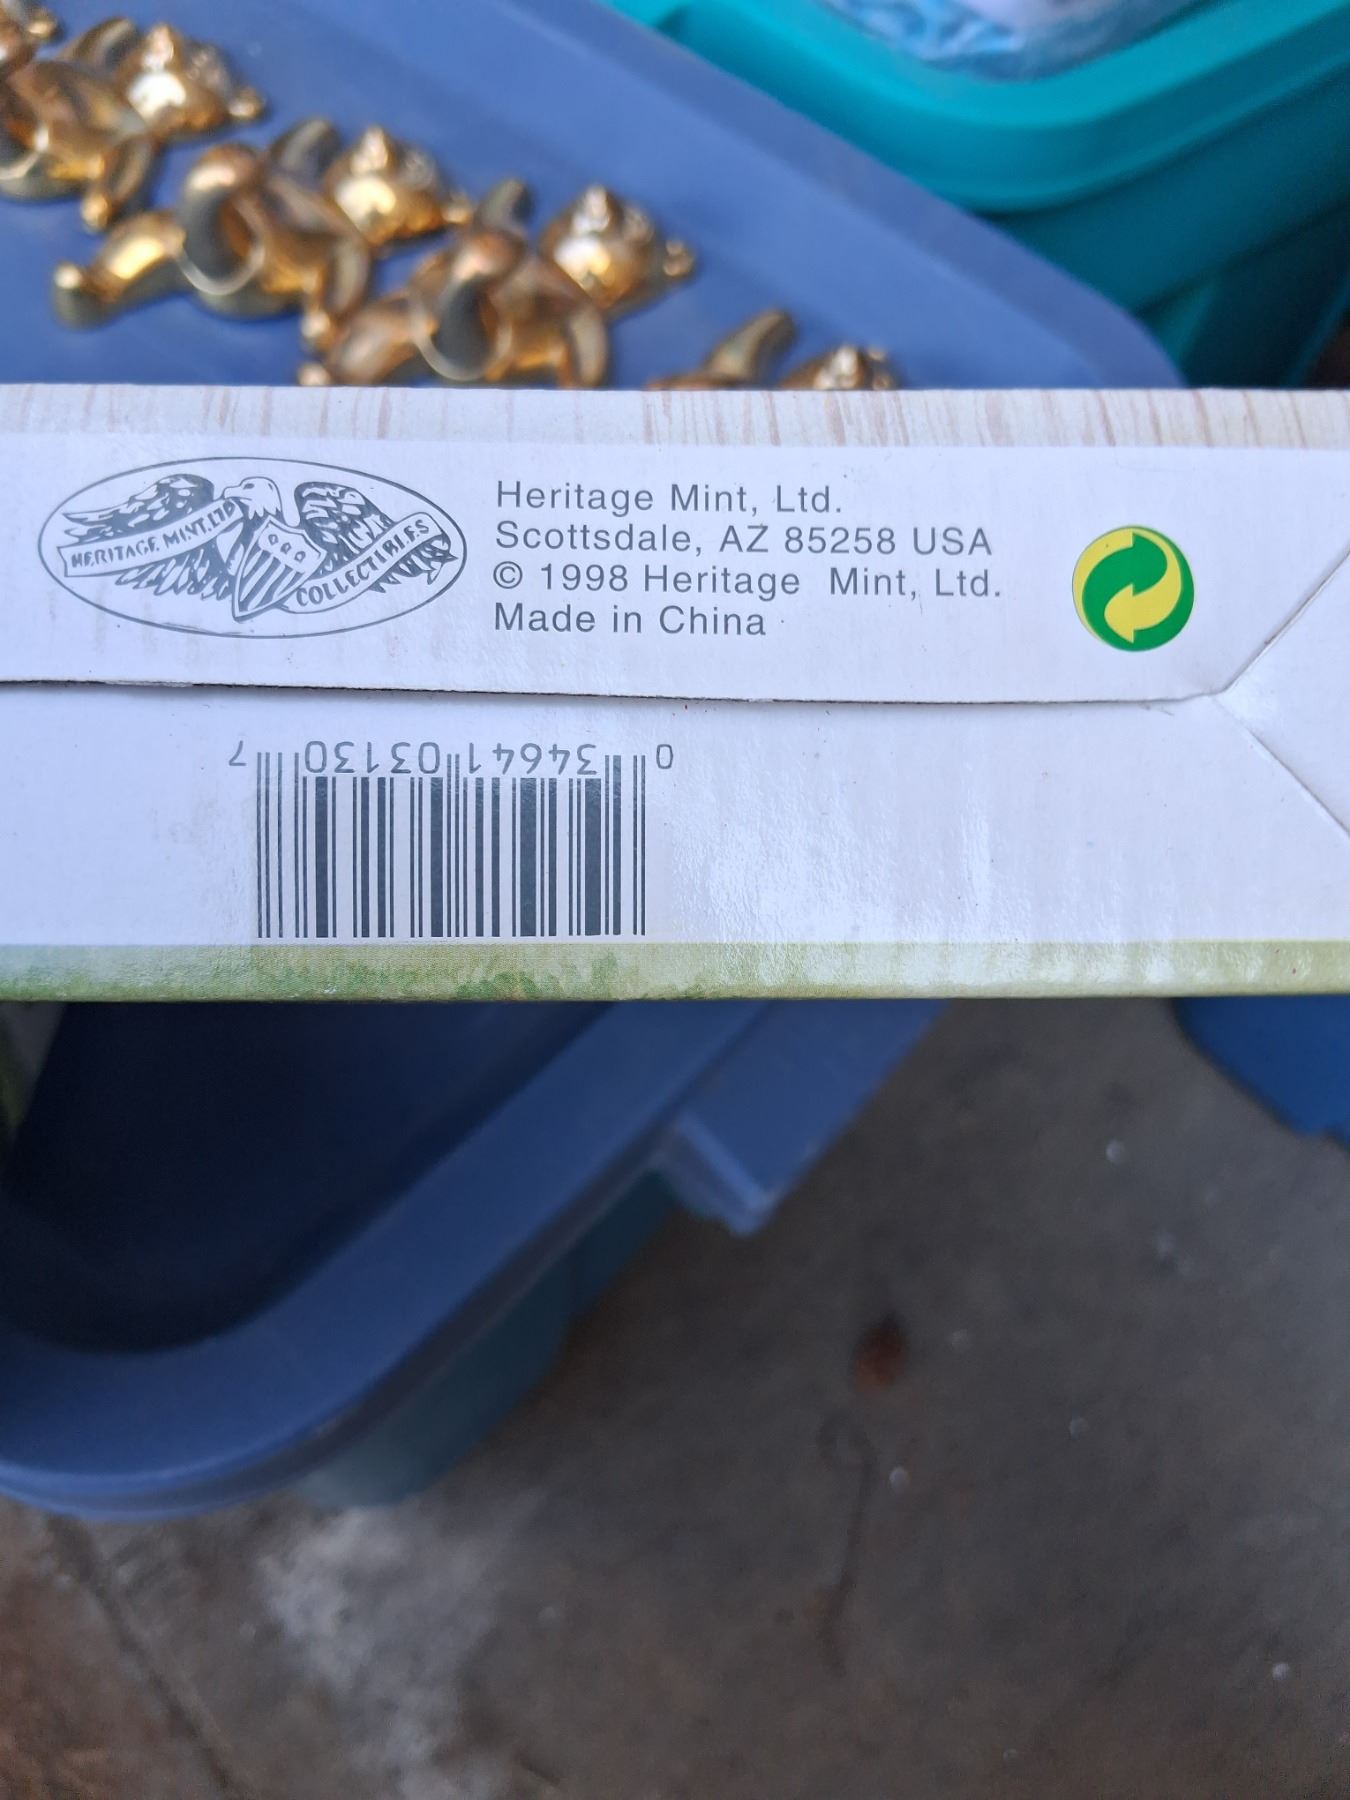 HERITAGE MINT, LTD
COLLECTIBLES
Heritage Mint, Ltd.
Scottsdale, AZ 85258 USA
© 1998 Heritage Mint, Ltd.
Made in China
0 34641 03130 7